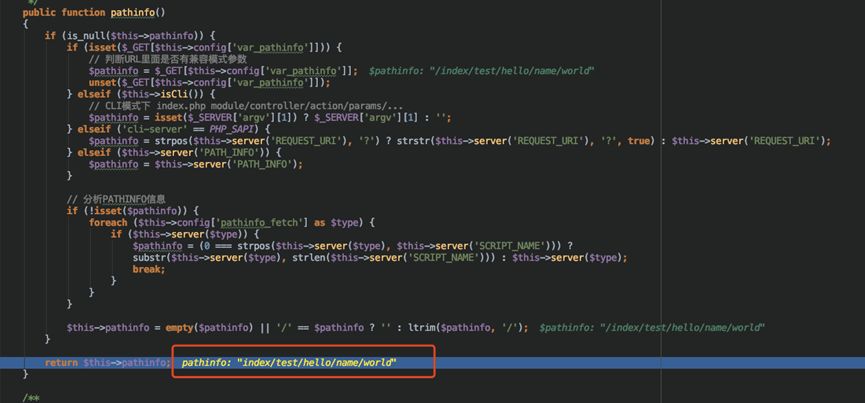 */
public function pathinfo()
{
if (is_null($this->pathinfo)) {
if (isset($_GET[$this->config['var_pathinfo']])) {
// 判断URL里面是否有兼容模式参数
$pathinfo = $_GET[$this->config['var_pathinfo']]; $pathinfo: "/index/test/hello/name/world"
unset($_GET[$this->config['var_pathinfo']]);
} elseif ($this->isCli()) {
// CLI模式下 index.php module/controller/action/params/...
$pathinfo = isset($_SERVER['argv'][1]) ? $_SERVER['argv'][1] : '';
} elseif ('cli-server' == PHP_SAPI) {
$pathinfo = strpos($this->server('REQUEST_URI'), '?') ? strstr($this->server('REQUEST_URI'), '?', true) : $this->server('REQUEST_URI');
} elseif ($this->server('PATH_INFO')) {
$pathinfo = $this->server('PATH_INFO');
}
// 分析PATHINFO信息
if (!isset($pathinfo)) {
foreach ($this->config['pathinfo_fetch'] as $type) {
if ($this->server($type)) {
$pathinfo = (0 === strpos($this->server($type), $this->server('SCRIPT_NAME'))) ?
substr($this->server($type), strlen($this->server('SCRIPT_NAME'))) : $this->server($type);
break;
}
}
}
$this->pathinfo = empty($pathinfo) || '/' == $pathinfo ? '' : ltrim($pathinfo, '/'); $pathinfo: "/index/test/hello/name/world"
}
return $this->pathinfo; pathinfo: "index/test/hello/name/world"
}
/**